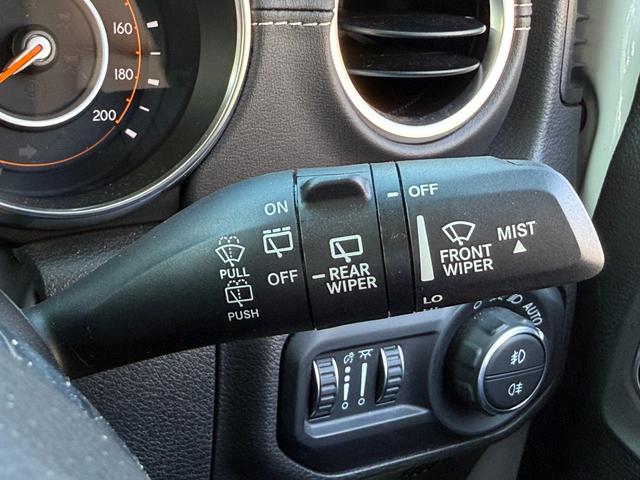 160
180
200
ON
OFF
PULL
PUSH
REAR
WIPER
OFF
FRONT
WIPER
MIST
LO
AUTO